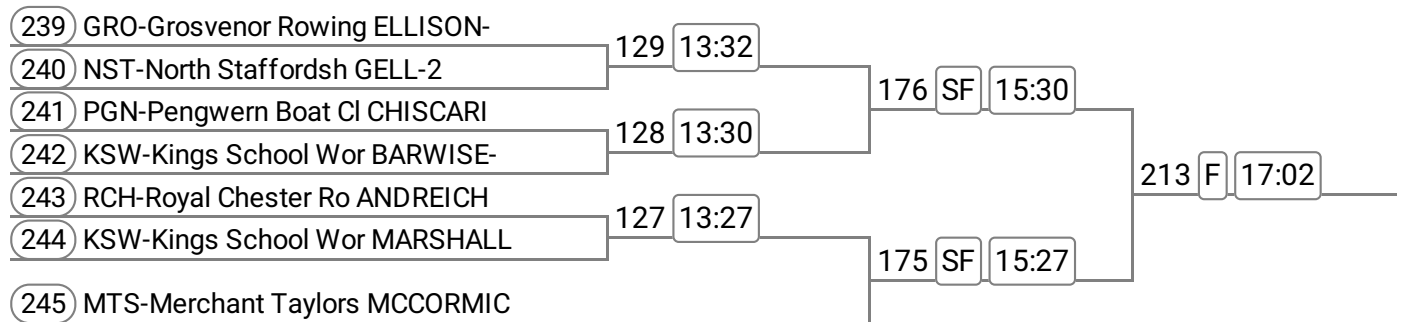 239 GRO-Grosvenor Rowing ELLISON-
129 13:32
240 NST-North Staffordsh GELL-2
176 SF 15:30
241 PGN-Pengwern Boat Cl CHISCARI
128 13:30
242 KSW-Kings School Wor BARWISE-
213 F 17:02
243 RCH-Royal Chester Ro ANDREICH
127 13:27
244 KSW-Kings School Wor MARSHALL
175 SF 15:27
245 MTS-Merchant Taylors MCCORMIC